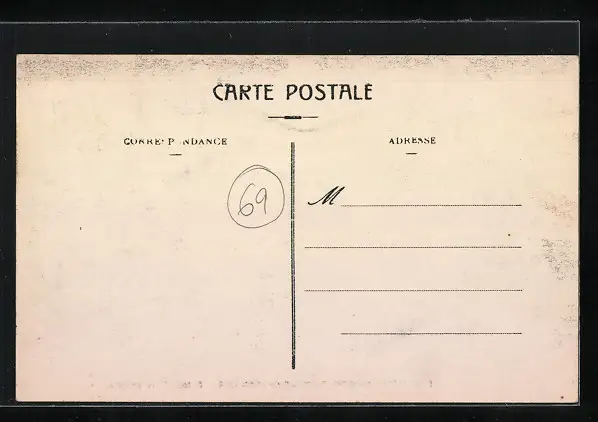 CARTE POSTALE
CORRESPONDANCE
ADRESSE
69
M